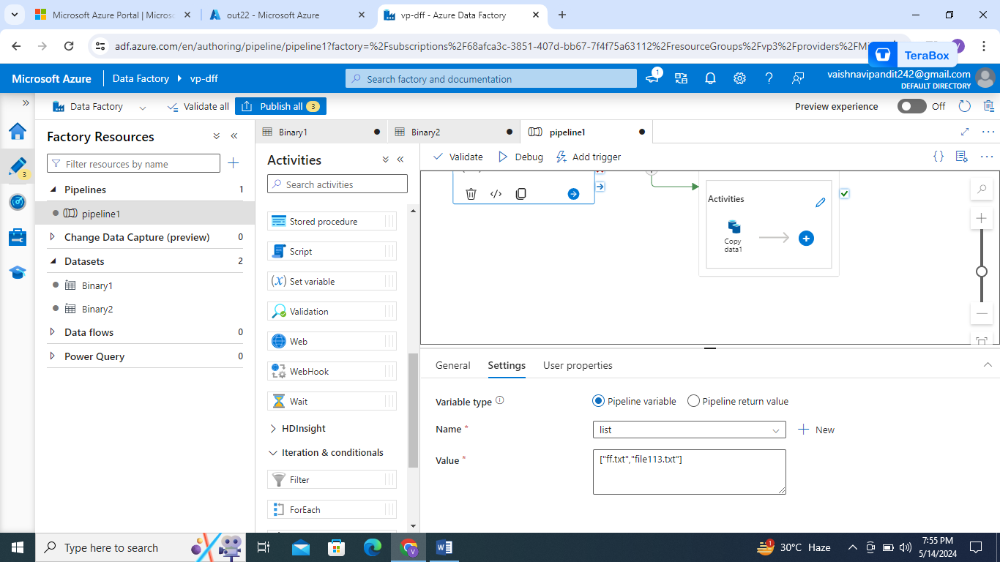 Microsoft Azure Portal | Micros
out22 - Microsoft Azure
vp-dff - Azure Data Factory
adf.azure.com/en/authoring/pipeline/pipeline1?factory=%2Fsubscriptions%2F68afca3c-3851-407d-bb67-7f4f75a63112%2FresourceGroups%2Fvp3%2Fproviders%2FMi
TeraBox
Microsoft Azure
Data Factory
vp-dff
Search factory and documentation
1
vaishnavipandit242@gmail.com
DEFAULT DIRECTORY
Data Factory
Validate all
Publish all 3
Preview experience
Off
3
Factory Resources
Filter resources by name
Pipelines 1
pipeline1
Change Data Capture (preview) 0
Datasets 2
Binary1
Binary2
Data flows 0
Power Query 0
Binary1
Binary2
pipeline1
Activities
Search activities
Stored procedure
Script
Set variable
Validation
Web
WebHook
Wait
HDInsight
Iteration & conditionals
Filter
ForEach
Validate
Debug
Add trigger
Activities
Copy
data1
General
Settings
User properties
Variable type
Pipeline variable
Pipeline return value
Name *
list
New
Value *
["ff.txt","file113.txt"]
Type here to search
1
30°C Haze
7:55 PM
5/14/2024